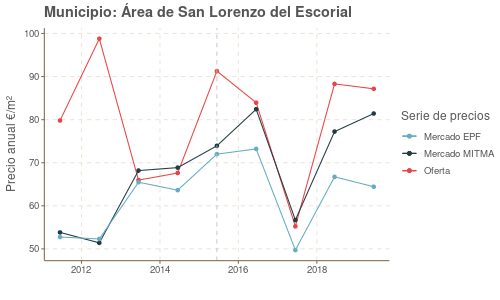 Municipio: Área de San Lorenzo del Escorial
Precio anual €/m²
100
90
80
70
60
50
2012
2014
2016
2018
Serie de precios
Mercado EPF
Mercado MITMA
Oferta